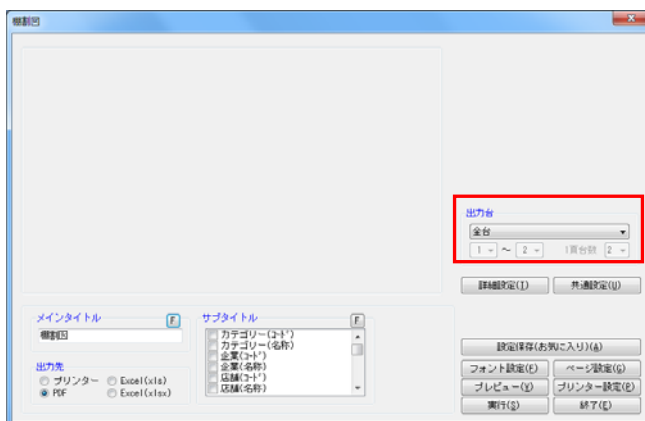 棚割図
出力台
全台
1 ～ 2 1頁台数 2
詳細設定(I) 共通設定(U)
メインタイトル F
棚割図
サブタイトル F
カテゴリー(ｺｰﾄﾞ)
カテゴリー(名称)
企業(ｺｰﾄﾞ)
企業(名称)
店舗(ｺｰﾄﾞ)
店舗(名称)
出力先
プリンター Excel(xls)
PDF Excel(xlsx)
設定保存(お気に入り)(A)
フォント設定(F) ページ設定(G)
プレビュー(V) プリンター設定(P)
実行(S) 終了(E)